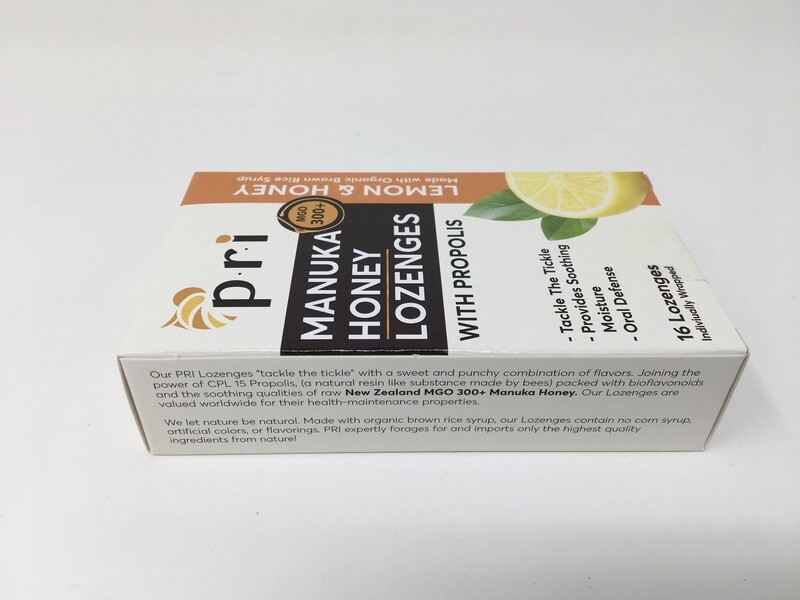 p·r·i
MGO
300+
MANUKA
HONEY
LOZENGES
WITH PROPOLIS
- Tackle The Tickle
- Provides Soothing
Moisture
- Oral Defense
16 Lozenges
Indiviually Wrapped
LEMON & HONEY
Made with Organic Brown Rice Syrup
Our PRI Lozenges "tackle the tickle" with a sweet and punchy combination of flavors. Joining the
power of CPL 15 Propolis, (a natural resin like substance made by bees) packed with bioflavonoids
and the soothing qualities of raw New Zealand MGO 300+ Manuka Honey. Our Lozenges are
valued worldwide for their health-maintenance properties.
We let nature be natural. Made with organic brown rice syrup, our Lozenges contain no corn syrup,
artificial colors, or flavorings. PRI expertly forages for and imports only the highest quality
ingredients from nature!